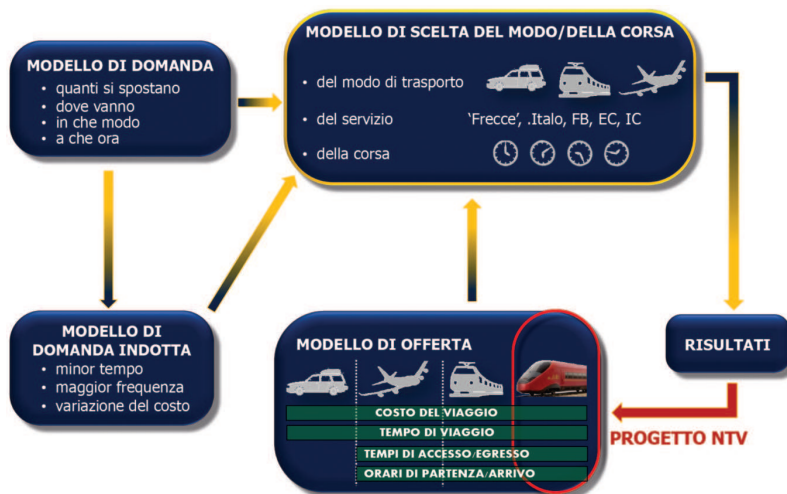 MODELLO DI DOMANDA
• quanti si spostano
• dove vanno
• in che modo
• a che ora
MODELLO DI SCELTA DEL MODO/DELLA CORSA
• del modo di trasporto
• del servizio 'Frecce', .Italo, FB, EC, IC
• della corsa
MODELLO DI
DOMANDA INDOTTA
• minor tempo
• maggior frequenza
• variazione del costo
MODELLO DI OFFERTA
COSTO DEL VIAGGIO
TEMPO DI VIAGGIO
TEMPI DI ACCESSO/EGRESSO
ORARI DI PARTENZA/ARRIVO
RISULTATI
PROGETTO NTV